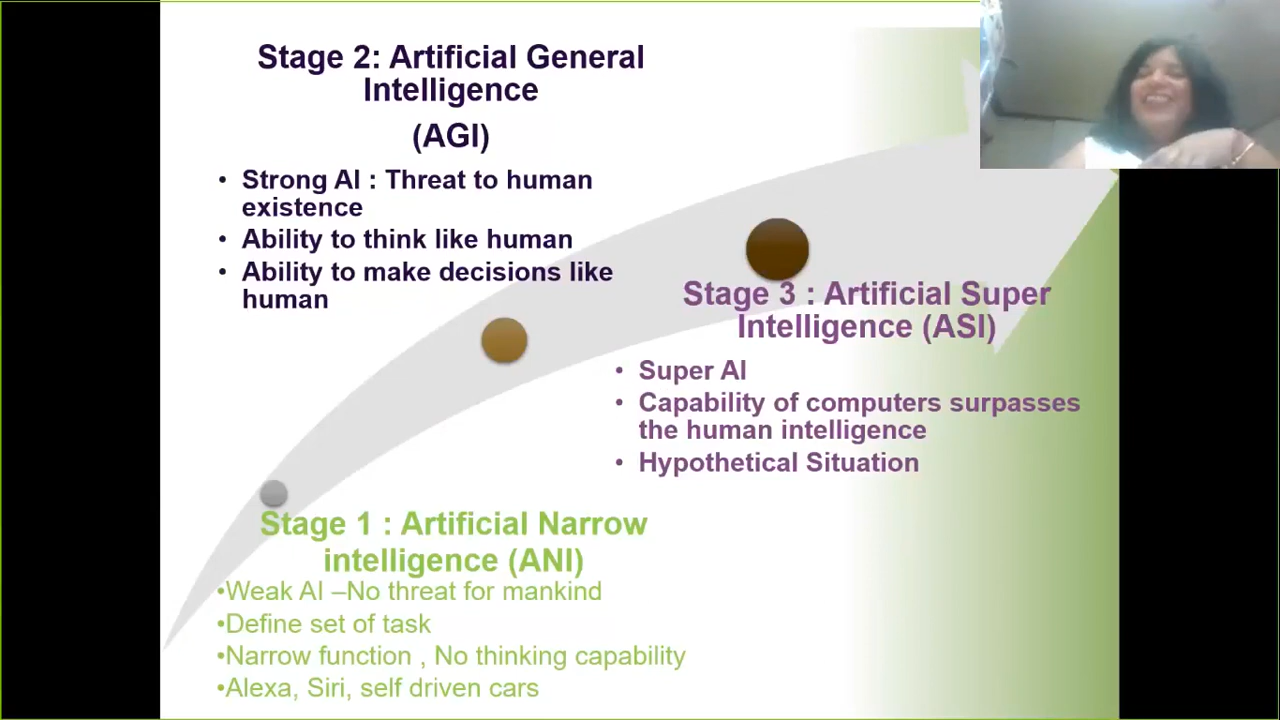 Stage 2: Artificial General
Intelligence
(AGI)
• Strong AI : Threat to human
existence
• Ability to think like human
• Ability to make decisions like
human
Stage 3 : Artificial Super
Intelligence (ASI)
• Super AI
• Capability of computers surpasses
the human intelligence
• Hypothetical Situation
Stage 1 : Artificial Narrow
intelligence (ANI)
•Weak AI –No threat for mankind
•Define set of task
•Narrow function , No thinking capability
•Alexa, Siri, self driven cars